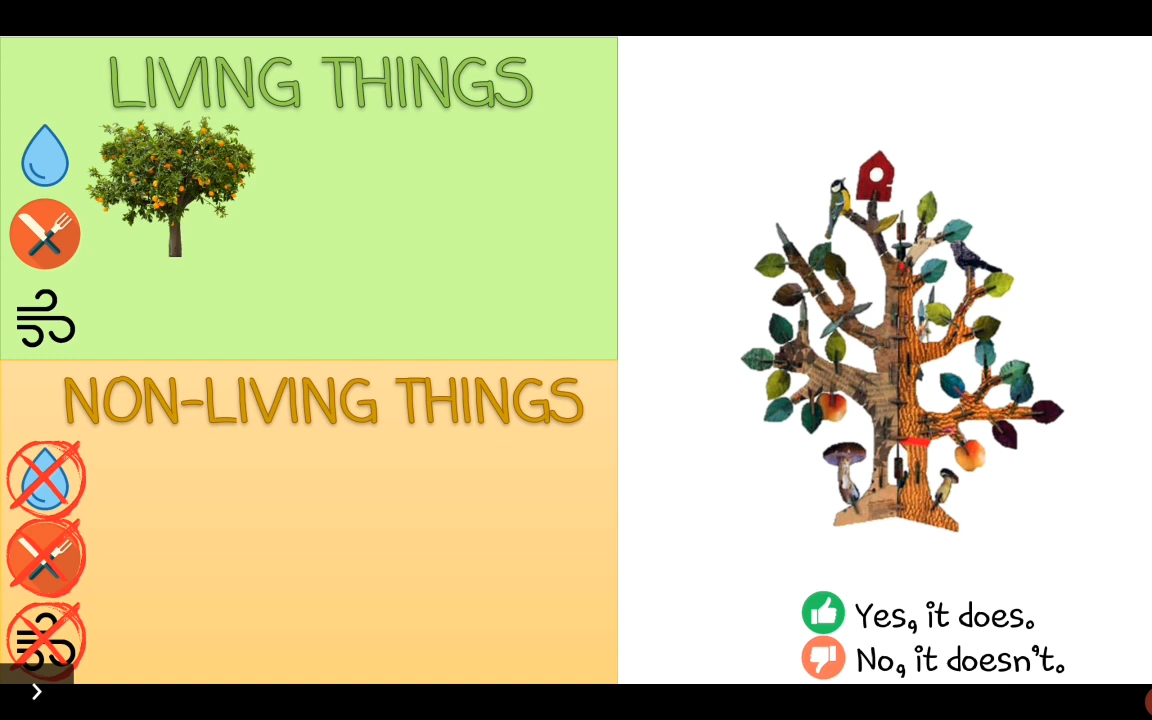 LIVING THINGS
NON-LIVING THINGS
Yes, it does.
No, it doesn't.